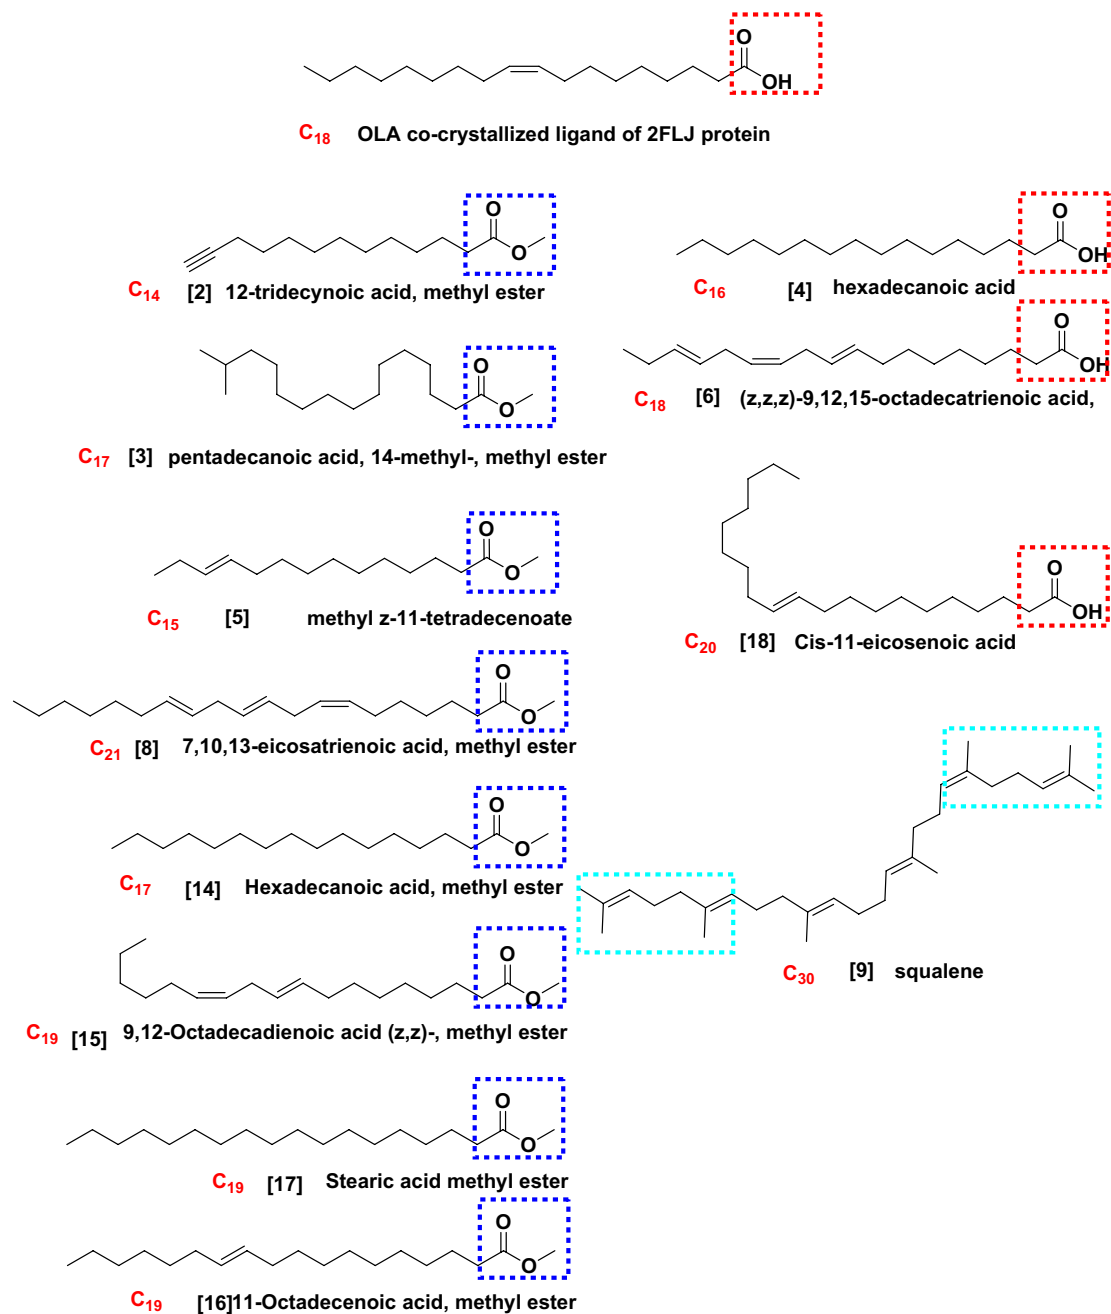 O
OH
C18 OLA co-crystallized ligand of 2FLJ protein
O
O
C14 [2] 12-tridecynoic acid, methyl ester
O
OH
C16 [4] hexadecanoic acid
O
O
C17 [3] pentadecanoic acid, 14-methyl-, methyl ester
O
OH
C18 [6] (z,z,z)-9,12,15-octadecatrienoic acid,
O
O
C15 [5] methyl z-11-tetradecenoate
O
OH
C20 [18] Cis-11-eicosenoic acid
O
O
C21 [8] 7,10,13-eicosatrienoic acid, methyl ester
O
O
C17 [14] Hexadecanoic acid, methyl ester
C30 [9] squalene
O
O
C19 [15] 9,12-Octadecadienoic acid (z,z)-, methyl ester
O
O
C19 [17] Stearic acid methyl ester
O
O
C19 [16]11-Octadecenoic acid, methyl ester